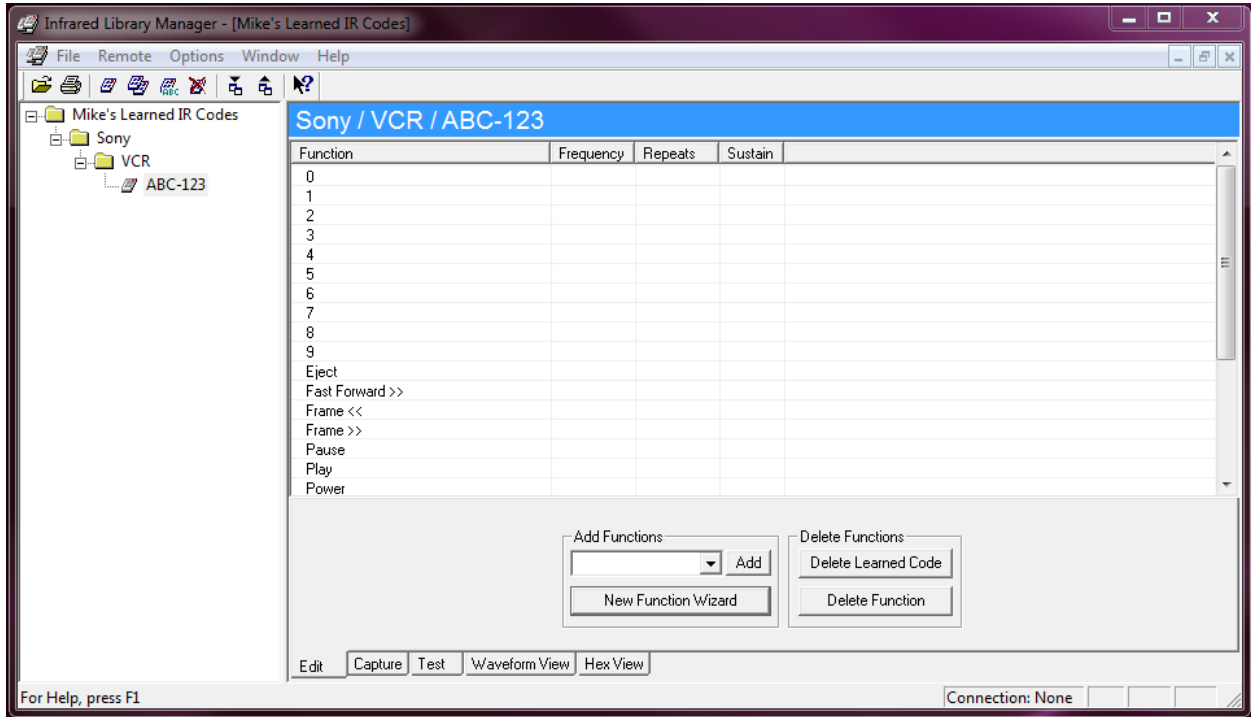 Infrared Library Manager - [Mike's Learned IR Codes]
File Remote Options Window Help
ABC
Mike's Learned IR Codes
Sony
VCR
ABC-123
Sony / VCR / ABC-123
Function Frequency Repeats Sustain
0
1
2
3
4
5
6
7
8
9
Eject
Fast Forward >>
Frame <<
Frame >>
Pause
Play
Power
Add Functions
Add
New Function Wizard
Delete Functions
Delete Learned Code
Delete Function
Edit Capture Test Waveform View Hex View
For Help, press F1 Connection: None